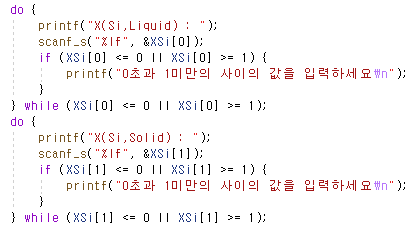 do {
printf("X(Si,Liquid) : ");
scanf_s("%lf", &XSi[0]);
if (XSi[0] <= 0 || XSi[0] >= 1) {
printf("0초과 1미만의 사이의 값을 입력하세요₩n");
}
} while (XSi[0] <= 0 || XSi[0] >= 1);
do {
printf("X(Si,Solid) : ");
scanf_s("%lf", &XSi[1]);
if (XSi[1] <= 0 || XSi[1] >= 1) {
printf("0초과 1미만의 사이의 값을 입력하세요₩n");
}
} while (XSi[1] <= 0 || XSi[1] >= 1);